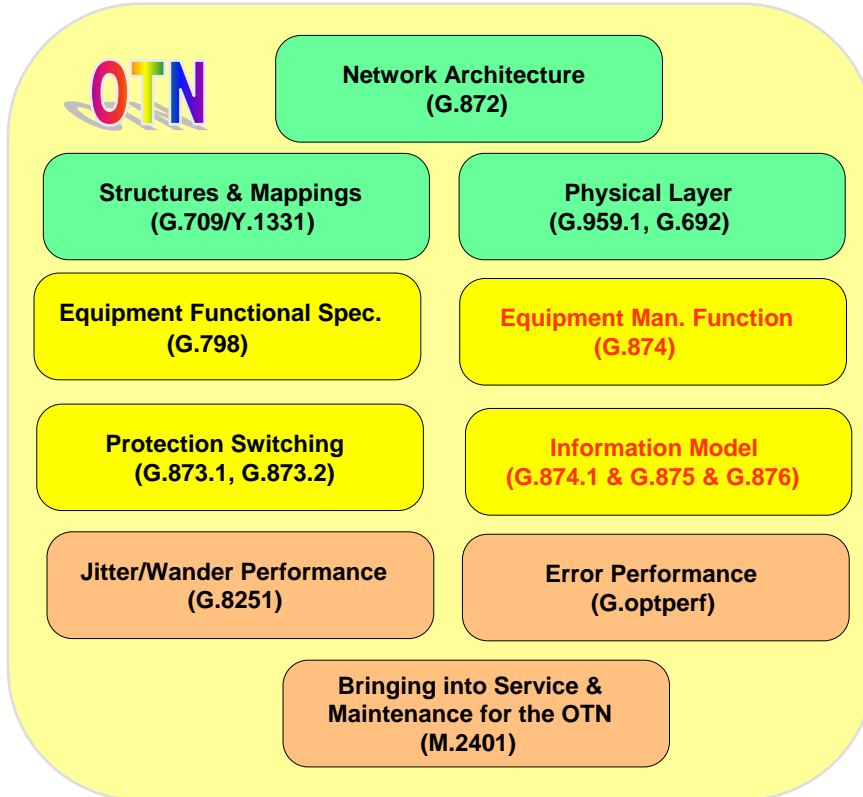 OTN
Network Architecture
(G.872)
Structures & Mappings
(G.709/Y.1331)
Physical Layer
(G.959.1, G.692)
Equipment Functional Spec.
(G.798)
Equipment Man. Function
(G.874)
Protection Switching
(G.873.1, G.873.2)
Information Model
(G.874.1 & G.875 & G.876)
Jitter/Wander Performance
(G.8251)
Error Performance
(G.optperf)
Bringing into Service &
Maintenance for the OTN
(M.2401)